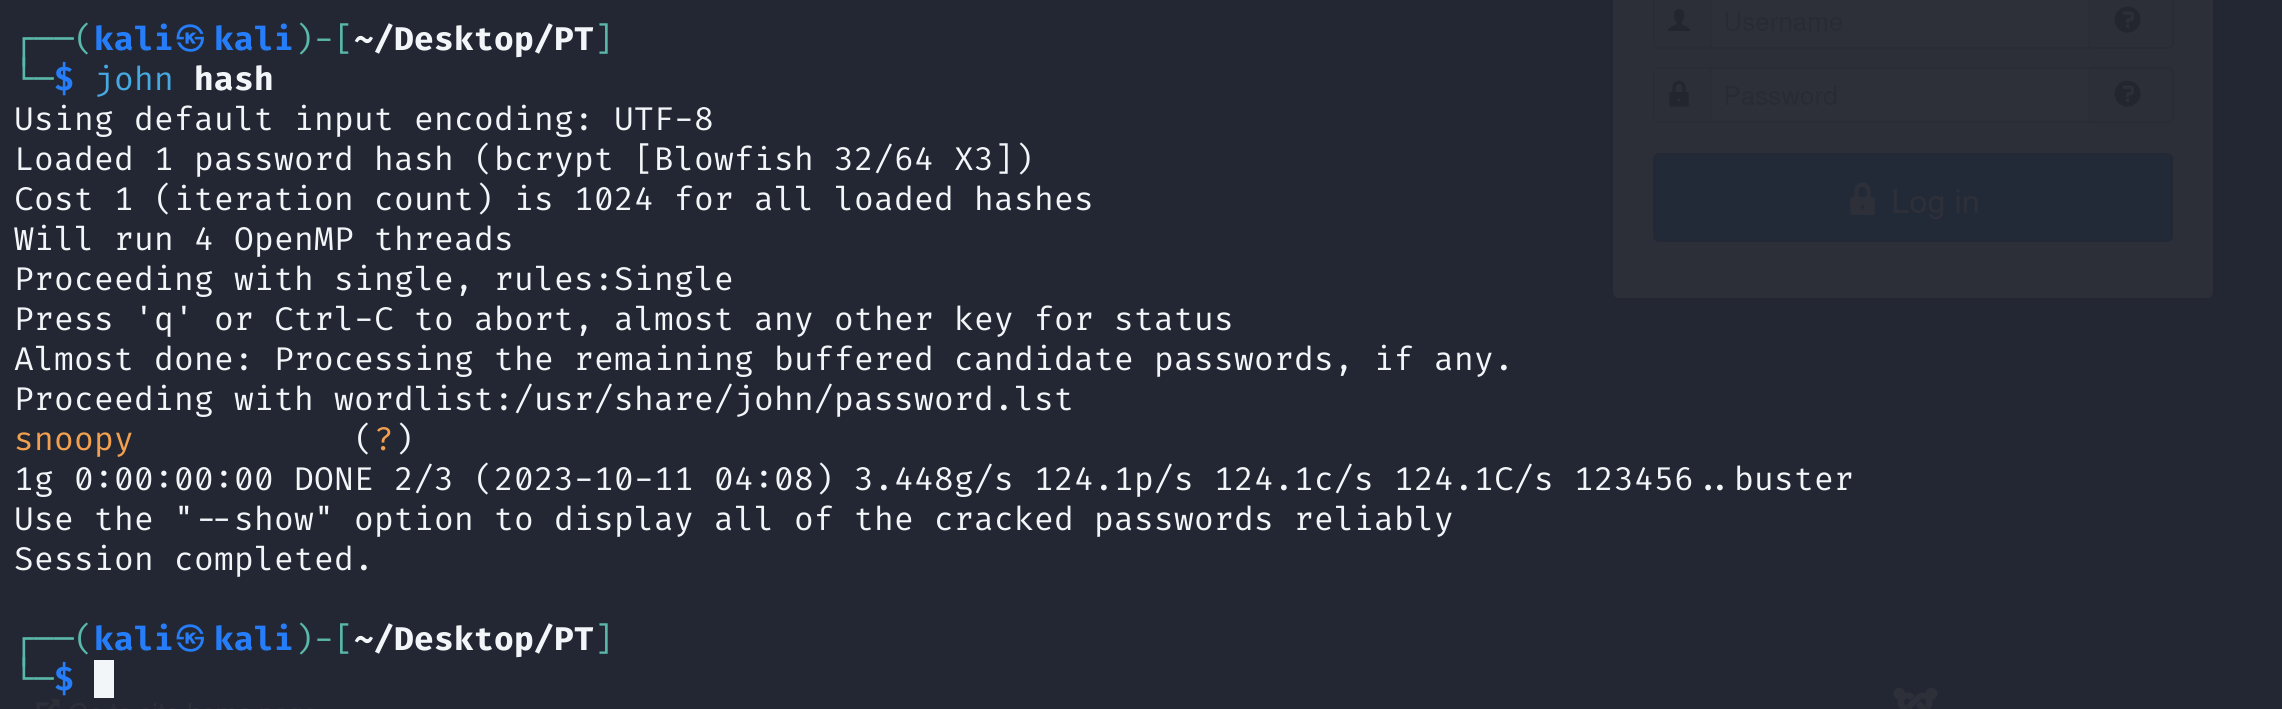 (kali㉿kali)-[~/Desktop/PT]
$ john hash
Using default input encoding: UTF-8
Loaded 1 password hash (bcrypt [Blowfish 32/64 X3])
Cost 1 (iteration count) is 1024 for all loaded hashes
Will run 4 OpenMP threads
Proceeding with single, rules:Single
Press 'q' or Ctrl-C to abort, almost any other key for status
Almost done: Processing the remaining buffered candidate passwords, if any.
Proceeding with wordlist:/usr/share/john/password.lst
snoopy (?)
1g 0:00:00:00 DONE 2/3 (2023-10-11 04:08) 3.448g/s 124.1p/s 124.1c/s 124.1C/s 123456..buster
Use the "--show" option to display all of the cracked passwords reliably
Session completed.
(kali㉿kali)-[~/Desktop/PT]
$
Username
Password
Log in